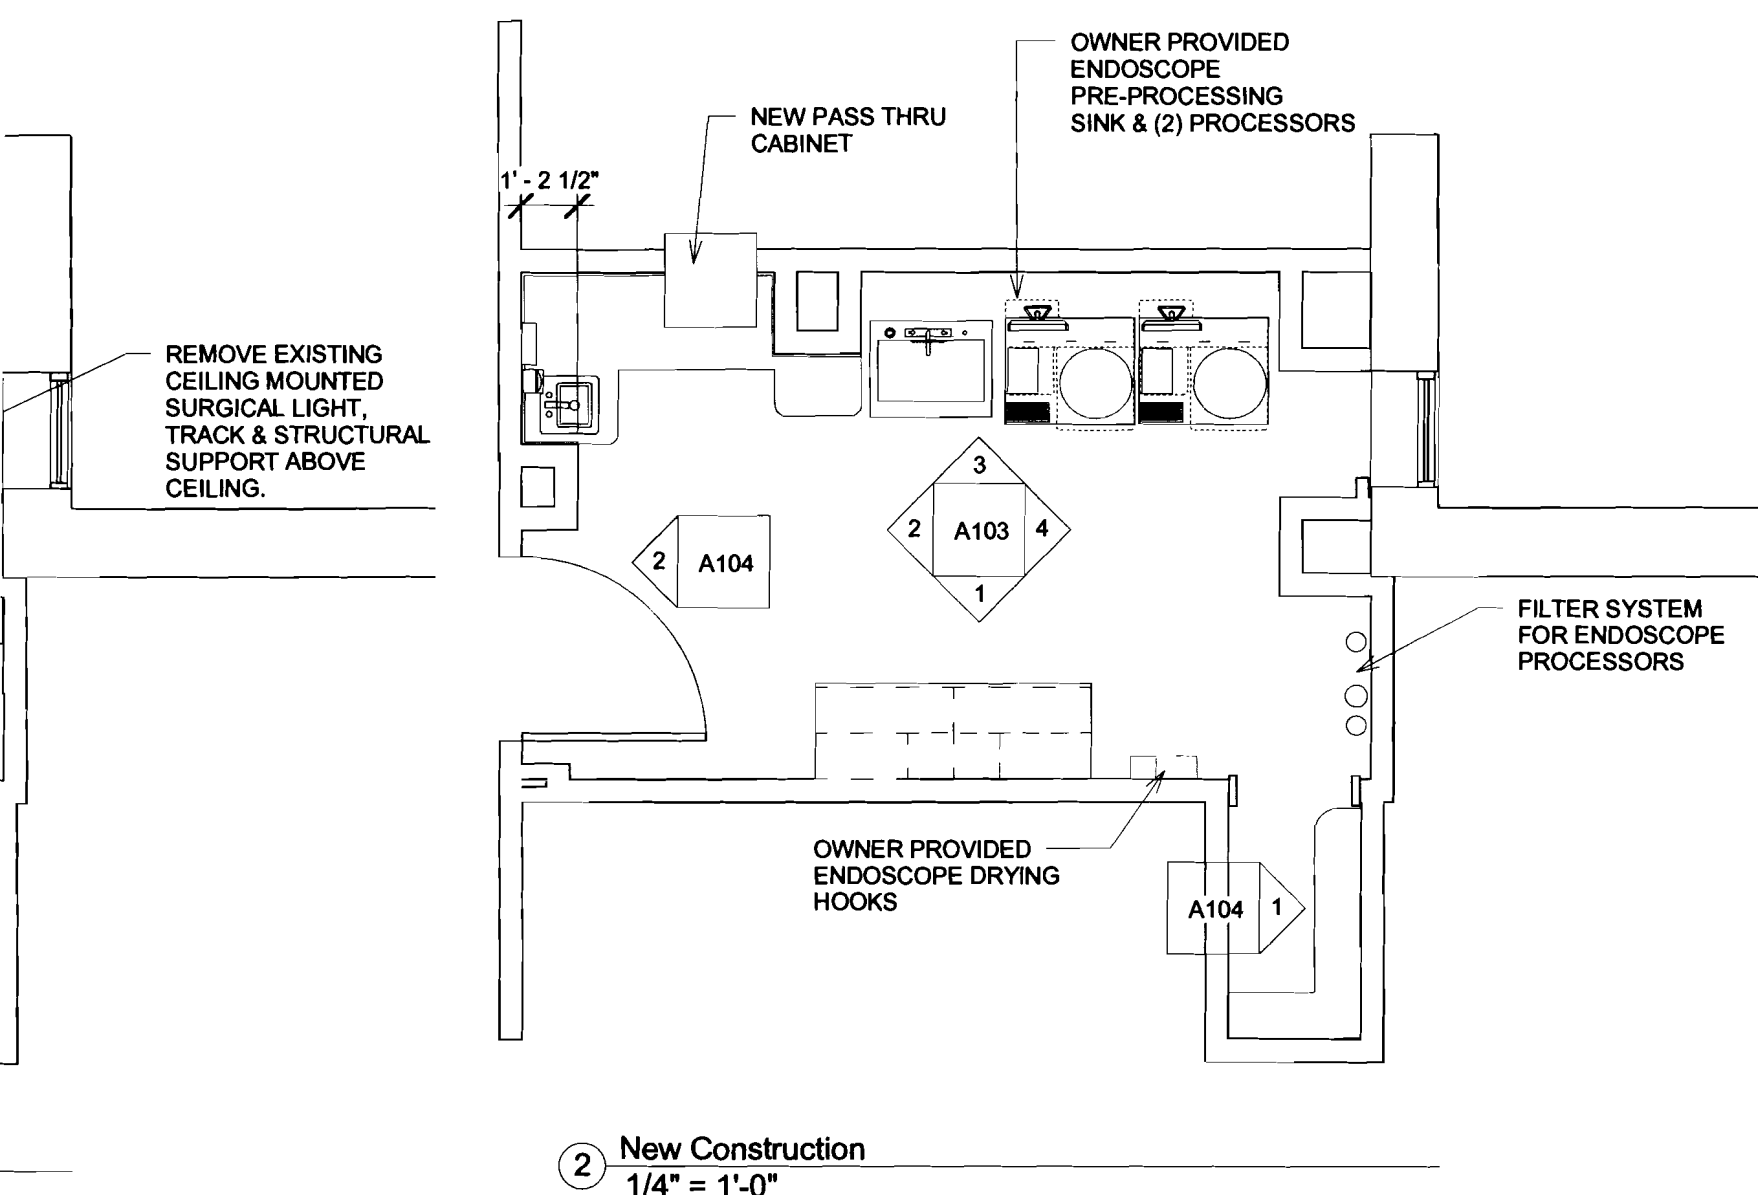 OWNER PROVIDED
ENDOSCOPE
PRE-PROCESSING
SINK & (2) PROCESSORS
NEW PASS THRU
CABINET
1' - 2 1/2"
REMOVE EXISTING
CEILING MOUNTED
SURGICAL LIGHT,
TRACK & STRUCTURAL
SUPPORT ABOVE
CEILING.
3
2 A103 4
1
2 A104
FILTER SYSTEM
FOR ENDOSCOPE
PROCESSORS
OWNER PROVIDED
ENDOSCOPE DRYING
HOOKS
A104 1
2 New Construction
1/4" = 1'-0"